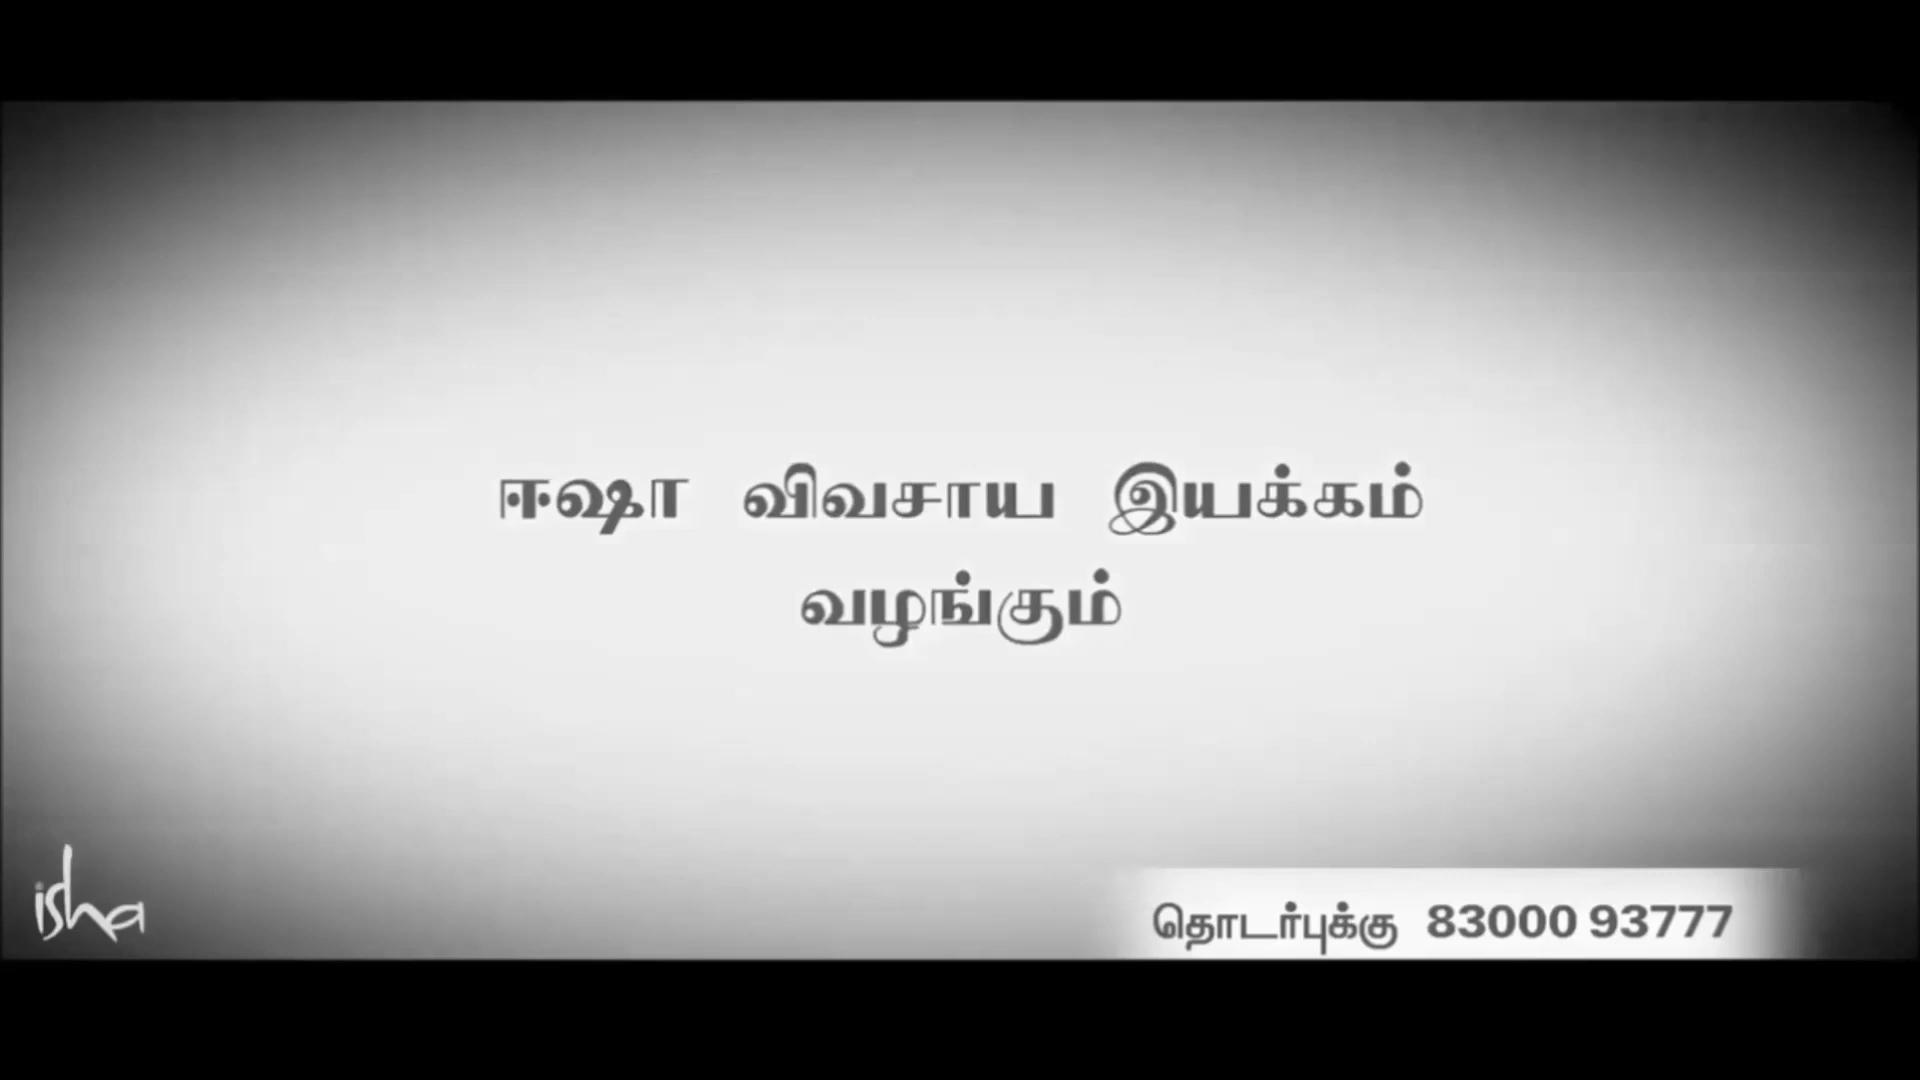 ஈஷா விவசாய இயக்கம்
வழங்கும்
isha
தொடர்புக்கு 83000 93777